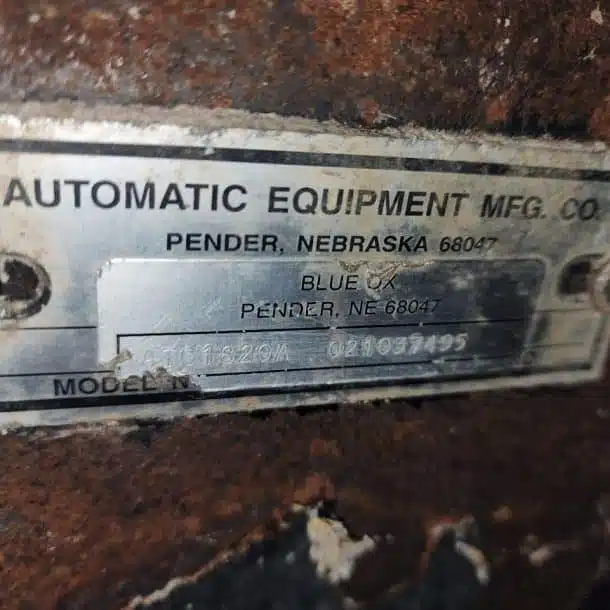 AUTOMATIC EQUIPMENT MFG. CO.
PENDER, NEBRASKA 68047
BLUE OX
PENDER, NE 68047
021037495
MODEL N